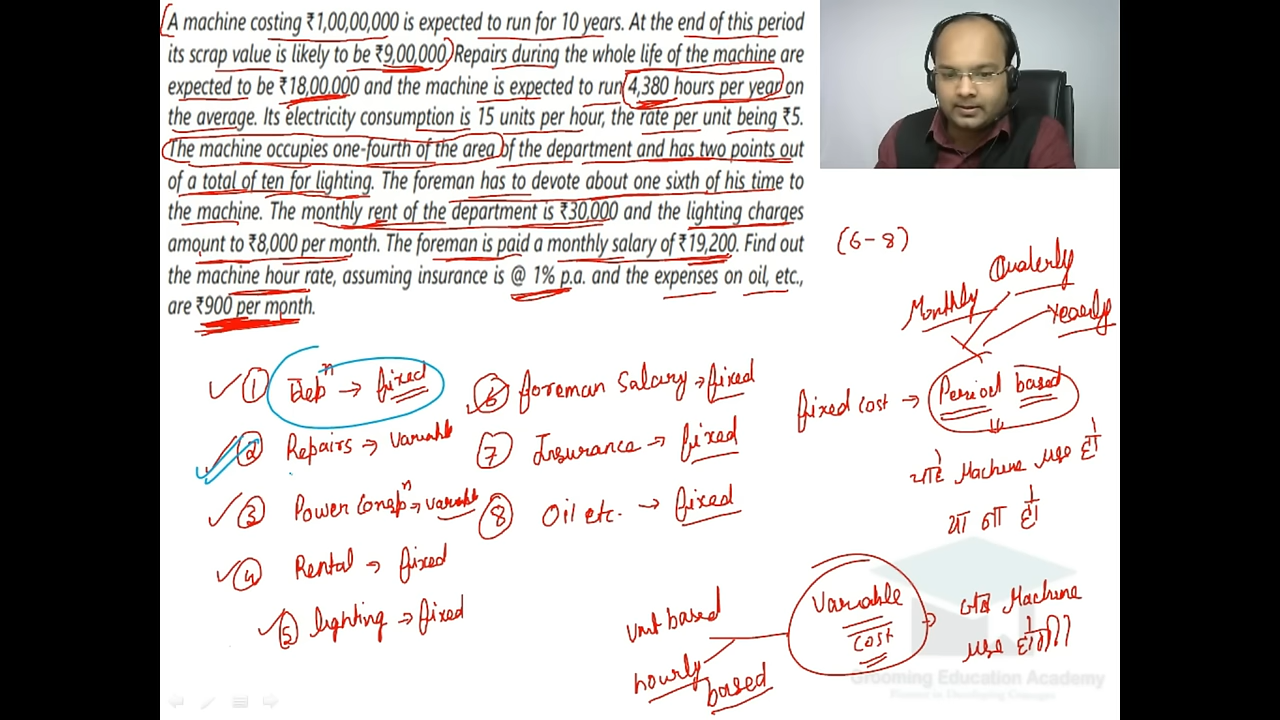 A machine costing ₹1,00,00,000 is expected to run for 10 years. At the end of this period
its scrap value is likely to be ₹9,00,000. Repairs during the whole life of the machine are
expected to be ₹18,00,000 and the machine is expected to run 4,380 hours per year on
the average. Its electricity consumption is 15 units per hour, the rate per unit being ₹5.
The machine occupies one-fourth of the area of the department and has two points out
of a total of ten for lighting. The foreman has to devote about one sixth of his time to
the machine. The monthly rent of the department is ₹30,000 and the lighting charges
amount to ₹8,000 per month. The foreman is paid a monthly salary of ₹19,200. Find out
the machine hour rate, assuming insurance is @ 1% p.a. and the expenses on oil, etc.,
are ₹900 per month.
(6-8)
Quaterly
Monthly
Yearly
① Depⁿ → fixed
② Repairs → variable
③ Power Conspⁿ → variable
④ Rental → fixed
⑤ lighting → fixed
⑥ foreman Salary → fixed
⑦ Insurance → fixed
⑧ Oil etc. → fixed
fixed cost → Period based
चाहे Machine use हो
या ना हो
Unit based
hourly based
Variable cost →
जब Machine
use होगी
Grooming Education Academy